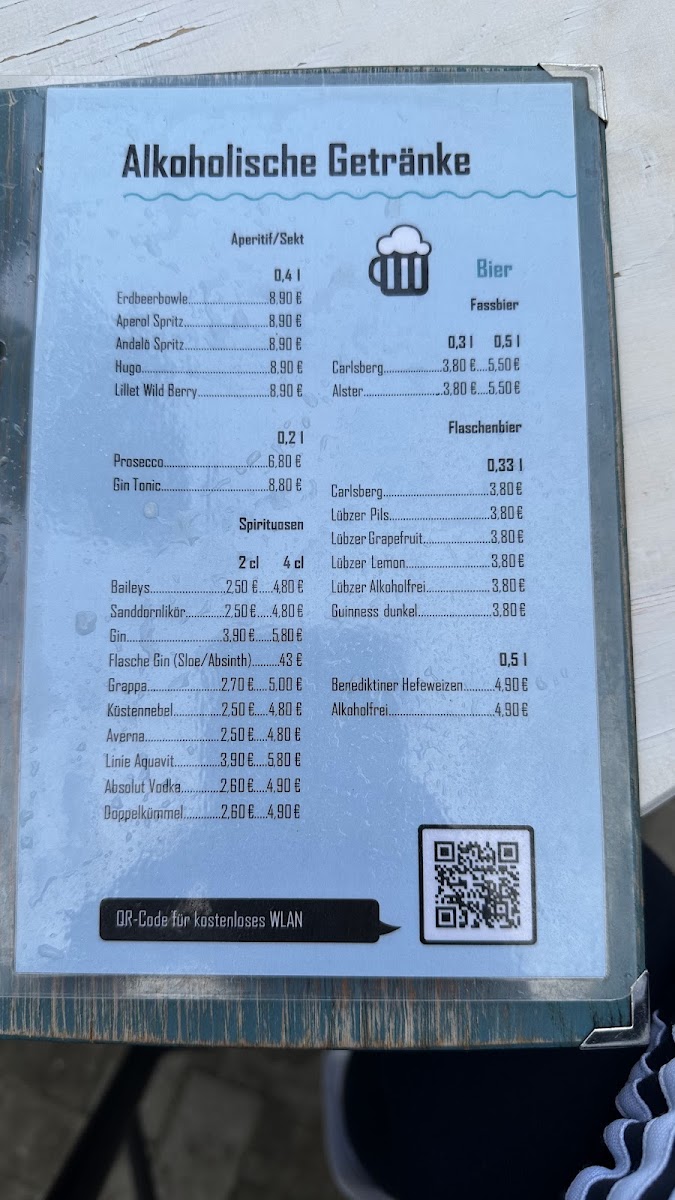 Alkoholische Getränke
Aperitif/Sekt
0,4 l
Erdbeerbowle........................8,90 €
Aperol Spritz........................8,90 €
Andalö Spritz........................8,90 €
Hugo........................8,90 €
Lillet Wild Berry........................8,90 €
0,2 l
Prosecco........................6,80 €
Gin Tonic........................8,80 €
Spirituosen
2 cl 4 cl
Baileys........................2,50 €....4,80 €
Sanddornlikör............2,50 €....4,80 €
Gin........................3,90 €....5,80 €
Flasche Gin (Sloe/Absinth).........43 €
Grappa..................2,70 €....5,00 €
Küstennebel.............2,50 €....4,80 €
Averna..................2,50 €....4,80 €
Linie Aquavit............3,90 €....5,80 €
Absolut Vodka..........2,60 €....4,90 €
Doppelkümmel...........2,60 €....4,90 €
Bier
Fassbier
0,3 l 0,5 l
Carlsberg..................3,80 €....5,50 €
Alster........................3,80 €....5,50 €
Flaschenbier
0,33 l
Carlsberg........................3,80 €
Lübzer Pils........................3,80 €
Lübzer Grapefruit..................3,80 €
Lübzer Lemon........................3,80 €
Lübzer Alkoholfrei..................3,80 €
Guinness dunkel....................3,80 €
0,5 l
Benediktiner Hefeweizen.........4,90 €
Alkoholfrei........................4,90 €
QR-Code für kostenloses WLAN